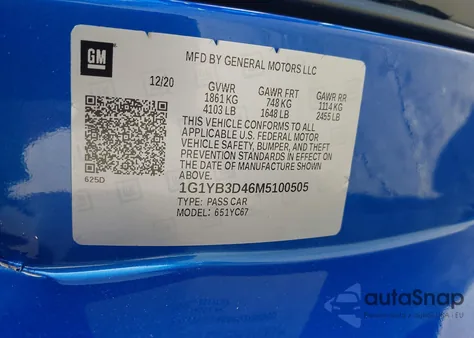 GM
MFD BY GENERAL MOTORS LLC
12/20
GVWR GAWR FRT GAWR RR
1861 KG 748 KG 1114 KG
4103 LB 1648 LB 2455 LB
THIS VEHICLE CONFORMS TO ALL
APPLICABLE U.S. FEDERAL MOTOR
VEHICLE SAFETY, BUMPER, AND THEFT
PREVENTION STANDARDS IN EFFECT ON
THE DATE OF MANUFACTURE SHOWN
ABOVE.
625D
1G1YB3D46M5100505
TYPE: PASS CAR
MODEL: 651YC67
autoSnap